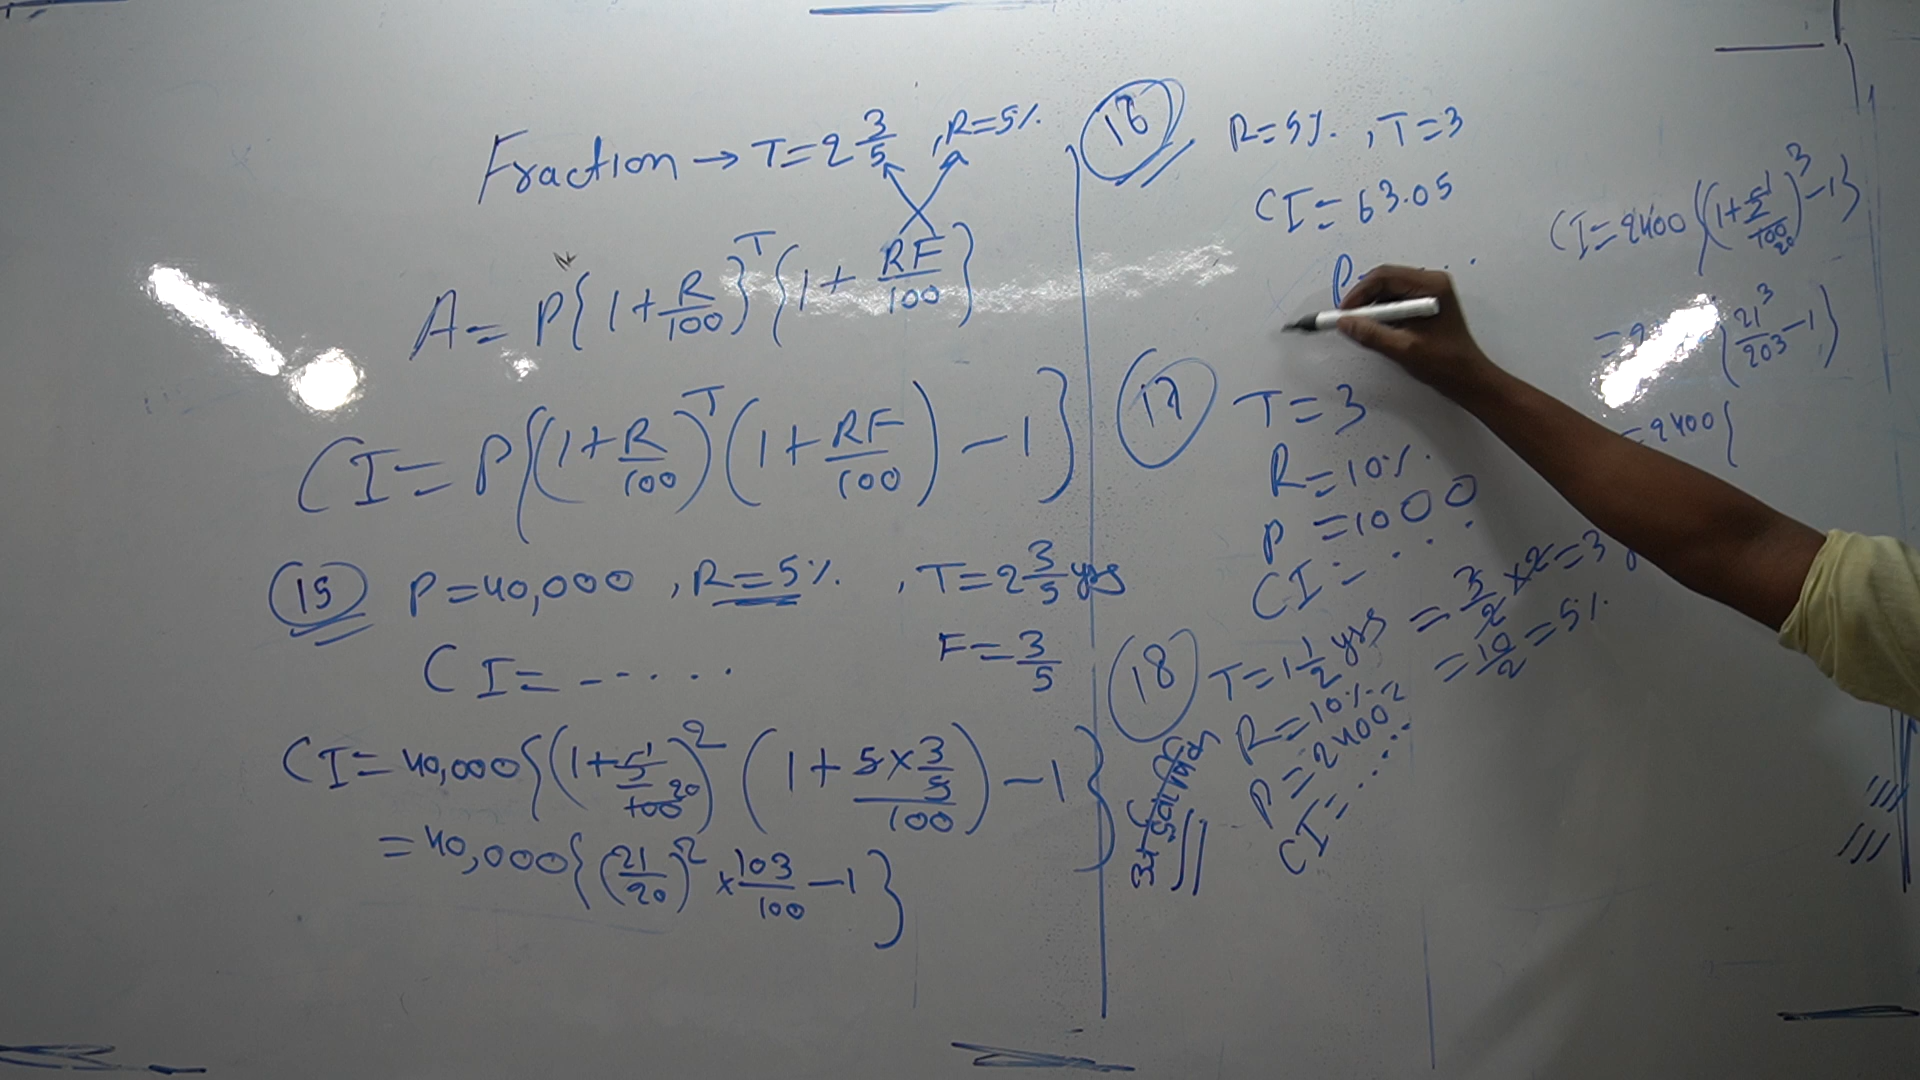 Fraction → T=2 3/5 , R=5%
A= P{1+R/100}^T {1+RF/100}
CI= P{(1+R/100)^T (1+RF/100) -1}
(15) P=40,000 , R=5% , T=2 3/5 yrs
CI= - - . . . . F=3/5
CI=40,000{(1+5/100)^2 (1+5×3/5/100) -1}
=40,000{(21/20)^2 ×103/100 -1}
(16) R=5% , T=3
CI=63.05
(17) T=3
R=10%
P=1000
CI= . . . .
(18) T=1 1/2 yrs =3/2×2=3
R=10% =10/2=5%
P=2400
CI= . . . .
CI=2400{(1+5/100)^3 -1}
{21^3/203 -1}
=2400{